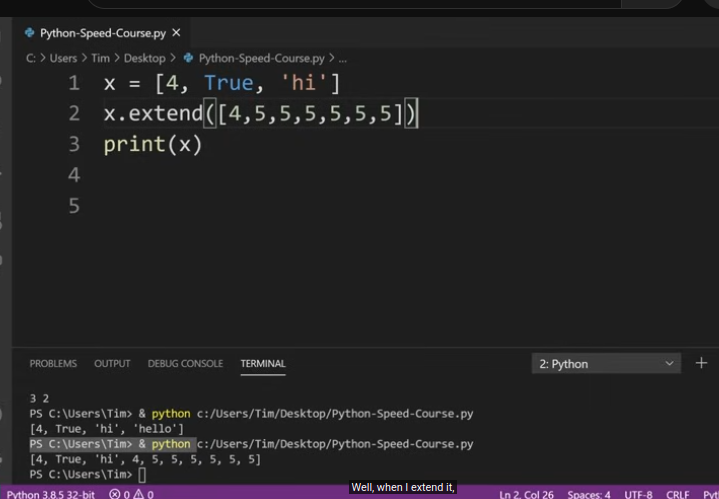 Python-Speed-Course.py ×
C: > Users > Tim > Desktop > Python-Speed-Course.py > ...
1 x = [4, True, 'hi']
2 x.extend([4,5,5,5,5,5,5])
3 print(x)
4
5
PROBLEMS OUTPUT DEBUG CONSOLE TERMINAL 2: Python +
3 2
PS C:\Users\Tim> & python c:/Users/Tim/Desktop/Python-Speed-Course.py
[4, True, 'hi', 'hello']
PS C:\Users\Tim> & python c:/Users/Tim/Desktop/Python-Speed-Course.py
[4, True, 'hi', 4, 5, 5, 5, 5, 5, 5]
PS C:\Users\Tim>
Well, when I extend it,
Python 3.8.5 32-bit 0 0 Ln 2, Col 26 Spaces: 4 UTF-8 CRLF Pyt